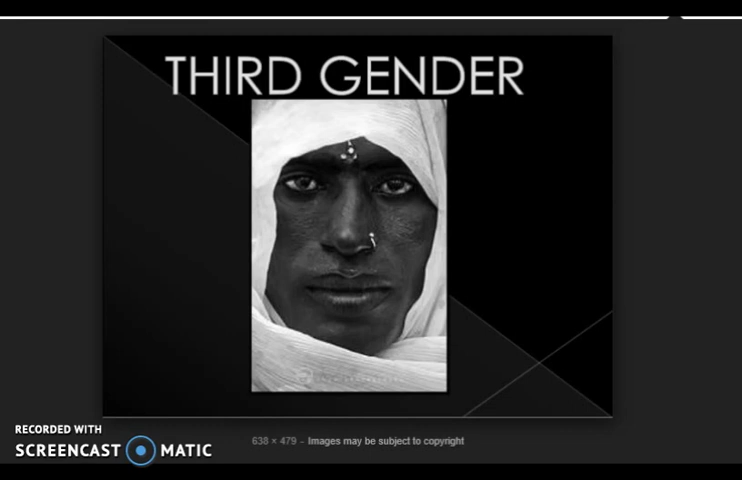 THIRD GENDER
RECORDED WITH
SCREENCAST MATIC
638 × 479 - Images may be subject to copyright